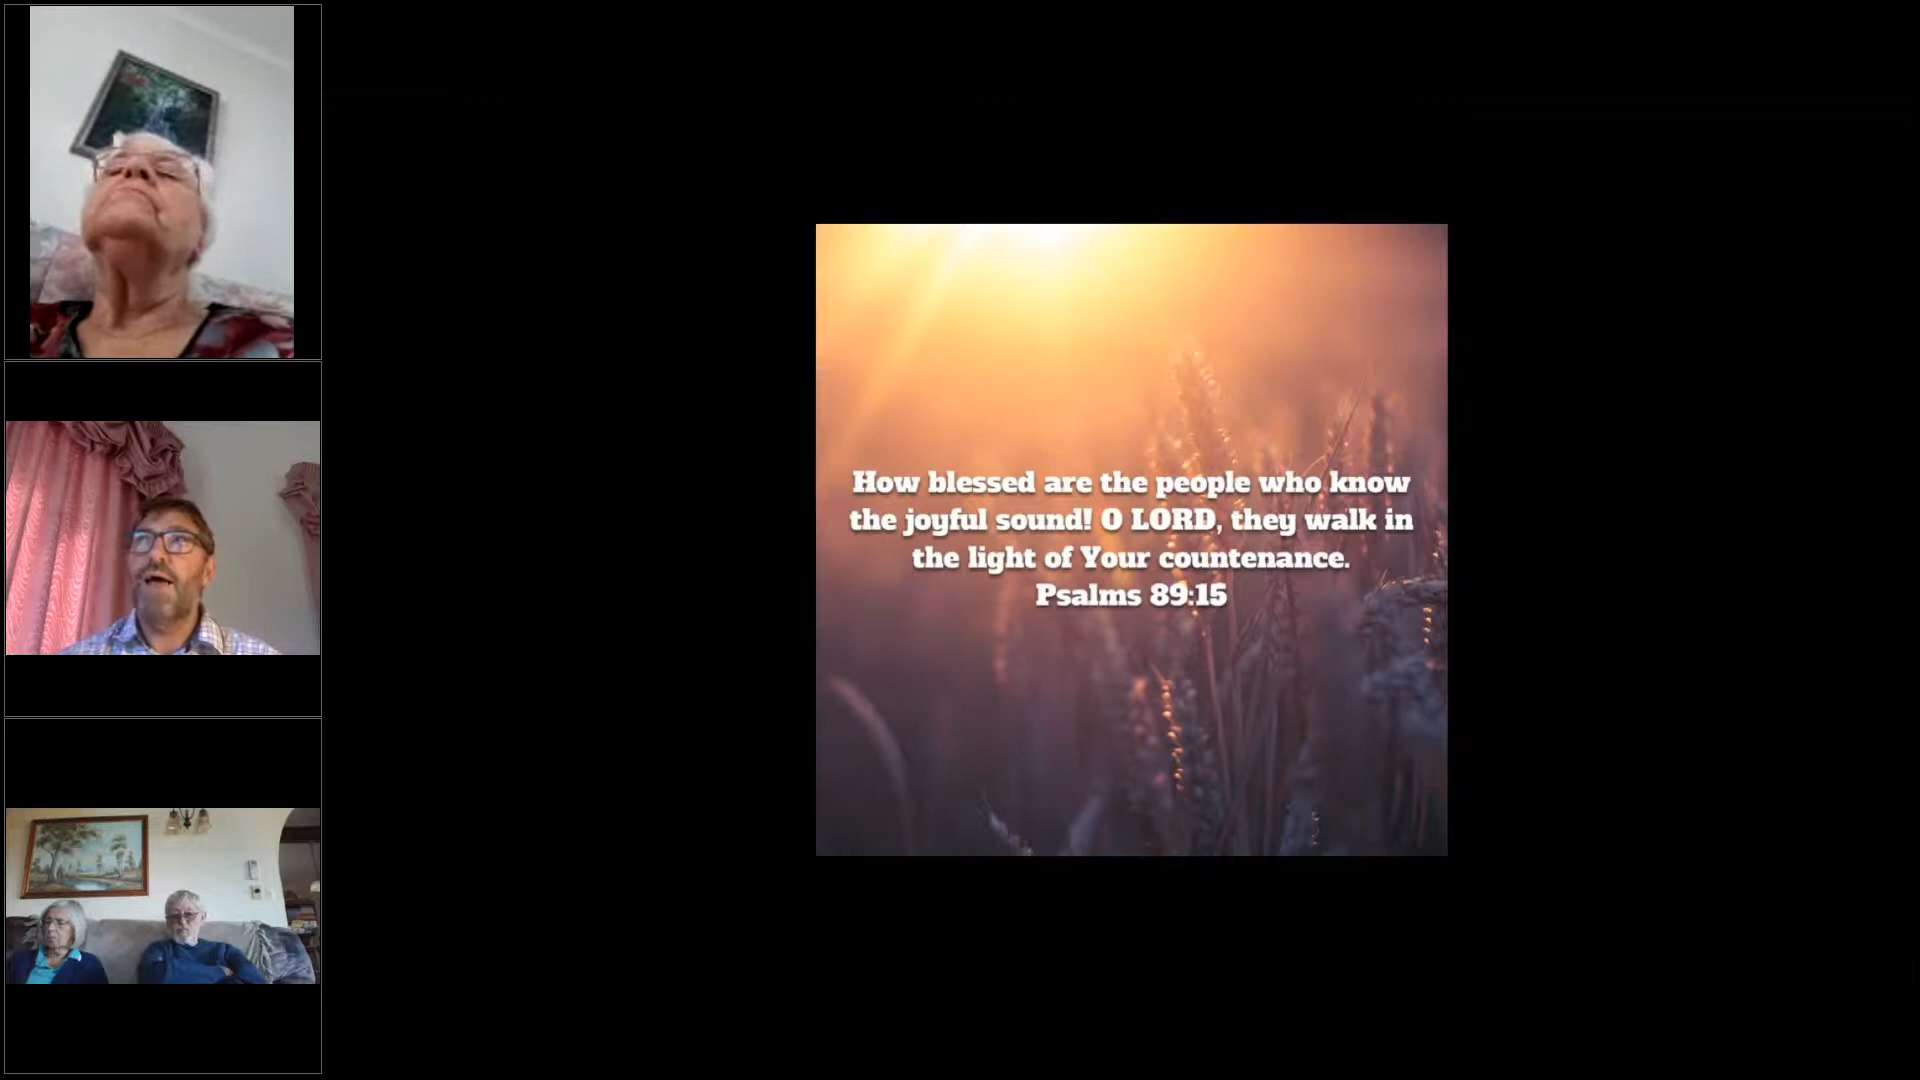 How blessed are the people who know
the joyful sound! O LORD, they walk in
the light of Your countenance.
Psalms 89:15